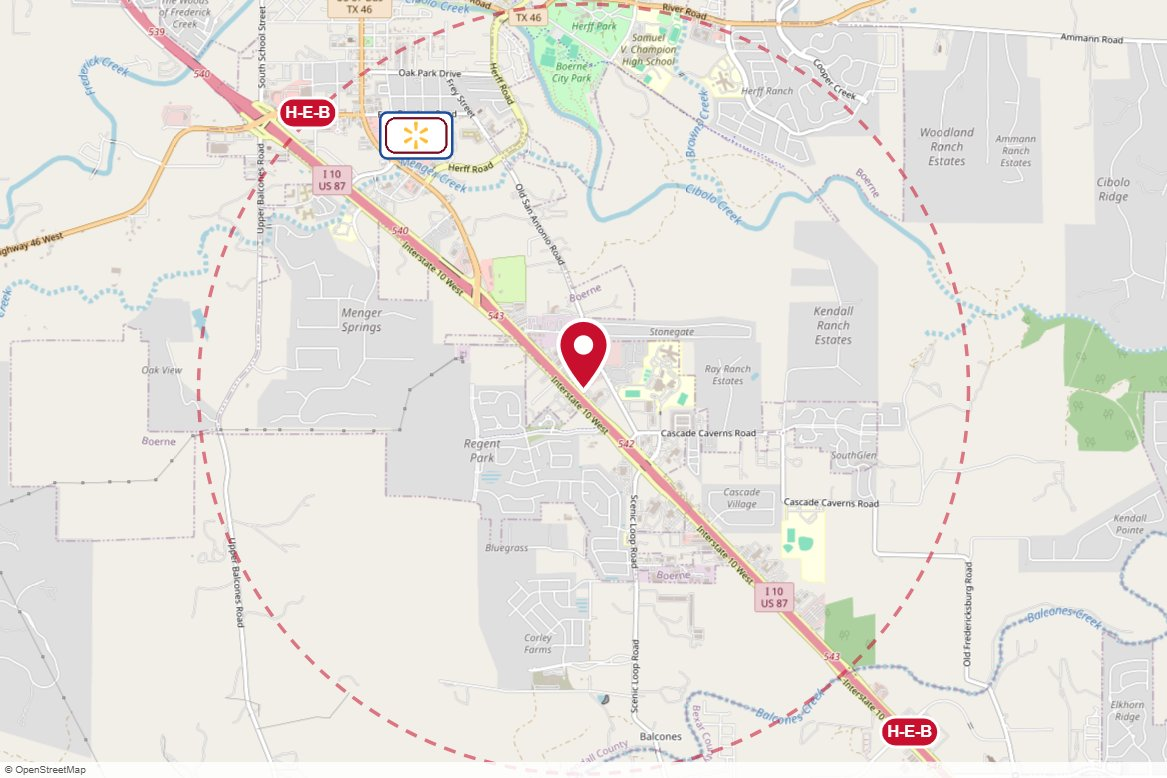 The Woods
of Frederick
Creek
539
540
South School Street
TX 46
Cibolo Creek
TX 46
River Road
Herff Park
Samuel
V. Champion
High School
Boerne
City Park
Ammann Road
Cooper Creek
Herff Ranch
Browns Creek
Frederick Creek
Oak Park Drive
Frey Street
Herff Road
H-E-B
Woodland
Ranch
Estates
Ammann
Ranch
Estates
Cibolo
Ridge
Boerne
Upper Balcones Road
I 10
US 87
Menger Creek
Herff Road
Old San Antonio Road
Cibolo Creek
Highway 46 West
540
Interstate 10 West
Creek
Menger
Springs
543
Boerne
Stonegate
Kendall
Ranch
Estates
Oak View
Ray Ranch
Estates
Interstate 10 West
Boerne
Regent
Park
542
Cascade Caverns Road
SouthGlen
Cascade
Village
Cascade Caverns Road
Kendall
Pointe
Scenic Loop Road
Bluegrass
Interstate 10 West
Upper Balcones Road
Boerne
I 10
US 87
Old Fredericksburg Road
Balcones Creek
Corley
Farms
543
Scenic Loop Road
Interstate 10
Balcones Creek
Bexar County
Elkhorn
Ridge
H-E-B
Balcones
Kendall County
© OpenStreetMap